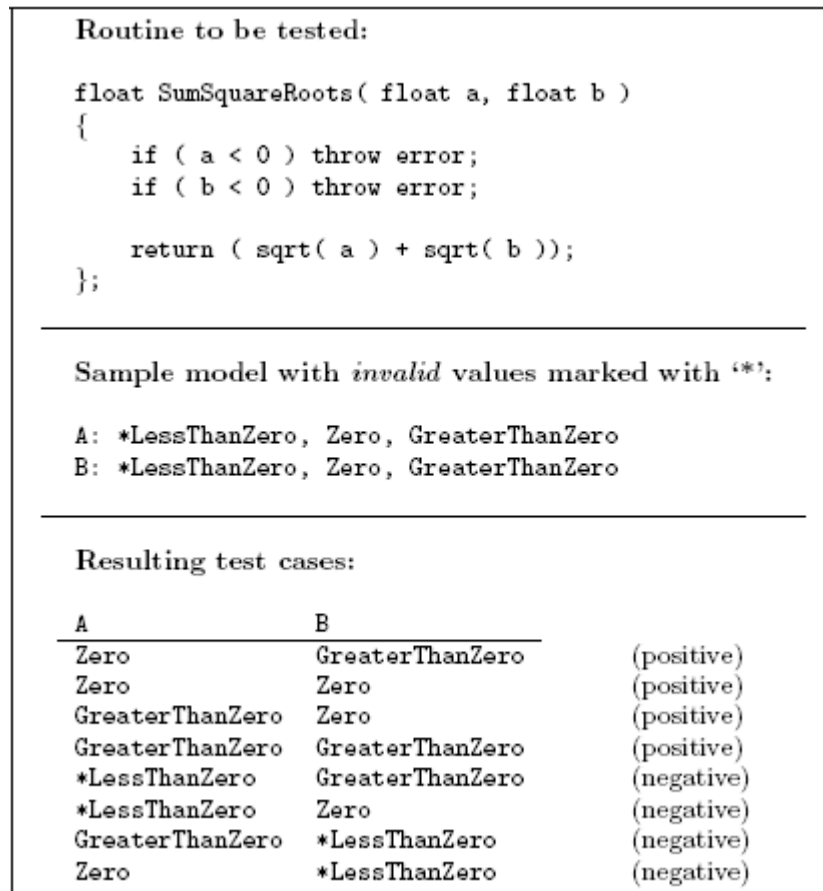 Routine to be tested:
float SumSquareRoots( float a, float b )
{
if ( a < 0 ) throw error;
if ( b < 0 ) throw error;
return ( sqrt( a ) + sqrt( b ));
};
Sample model with invalid values marked with ‘*’:
A: *LessThanZero, Zero, GreaterThanZero
B: *LessThanZero, Zero, GreaterThanZero
Resulting test cases:
A B
Zero GreaterThanZero (positive)
Zero Zero (positive)
GreaterThanZero Zero (positive)
GreaterThanZero GreaterThanZero (positive)
*LessThanZero GreaterThanZero (negative)
*LessThanZero Zero (negative)
GreaterThanZero *LessThanZero (negative)
Zero *LessThanZero (negative)